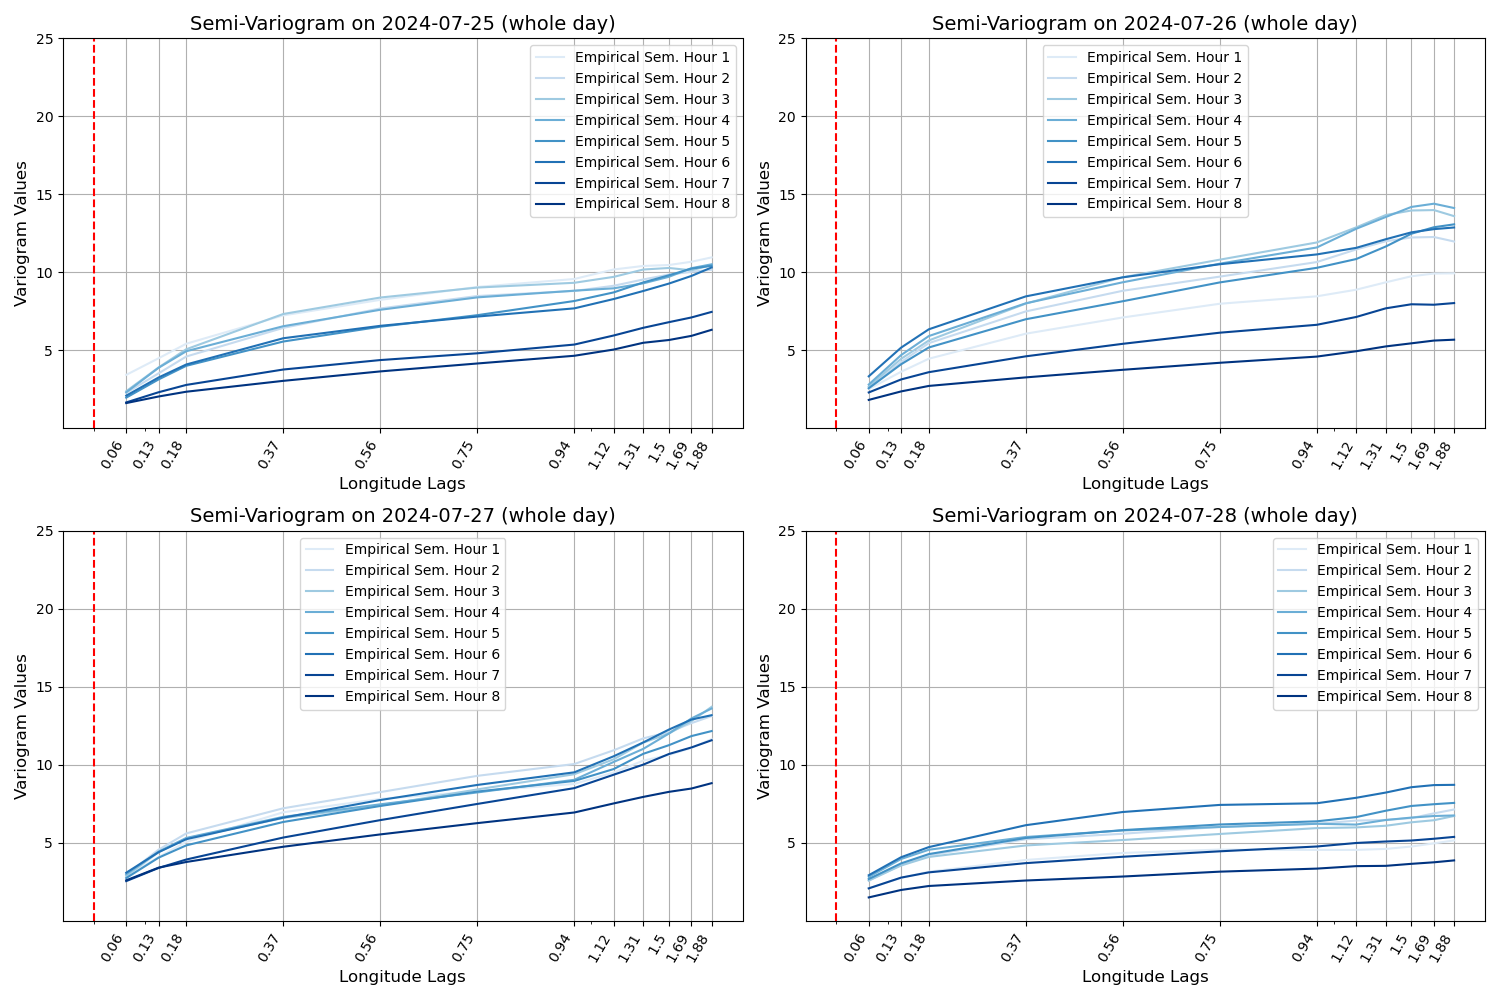 Semi-Variogram on 2024-07-25 (whole day)
25
20
15
10
5
Variogram Values
Empirical Sem. Hour 1
Empirical Sem. Hour 2
Empirical Sem. Hour 3
Empirical Sem. Hour 4
Empirical Sem. Hour 5
Empirical Sem. Hour 6
Empirical Sem. Hour 7
Empirical Sem. Hour 8
0.06 0.13 0.18 0.37 0.56 0.75 0.94 1.12 1.31 1.5 1.69 1.88
Longitude Lags
Semi-Variogram on 2024-07-26 (whole day)
25
20
15
10
5
Variogram Values
Empirical Sem. Hour 1
Empirical Sem. Hour 2
Empirical Sem. Hour 3
Empirical Sem. Hour 4
Empirical Sem. Hour 5
Empirical Sem. Hour 6
Empirical Sem. Hour 7
Empirical Sem. Hour 8
0.06 0.13 0.18 0.37 0.56 0.75 0.94 1.12 1.31 1.5 1.69 1.88
Longitude Lags
Semi-Variogram on 2024-07-27 (whole day)
25
20
15
10
5
Variogram Values
Empirical Sem. Hour 1
Empirical Sem. Hour 2
Empirical Sem. Hour 3
Empirical Sem. Hour 4
Empirical Sem. Hour 5
Empirical Sem. Hour 6
Empirical Sem. Hour 7
Empirical Sem. Hour 8
0.06 0.13 0.18 0.37 0.56 0.75 0.94 1.12 1.31 1.5 1.69 1.88
Longitude Lags
Semi-Variogram on 2024-07-28 (whole day)
25
20
15
10
5
Variogram Values
Empirical Sem. Hour 1
Empirical Sem. Hour 2
Empirical Sem. Hour 3
Empirical Sem. Hour 4
Empirical Sem. Hour 5
Empirical Sem. Hour 6
Empirical Sem. Hour 7
Empirical Sem. Hour 8
0.06 0.13 0.18 0.37 0.56 0.75 0.94 1.12 1.31 1.5 1.69 1.88
Longitude Lags